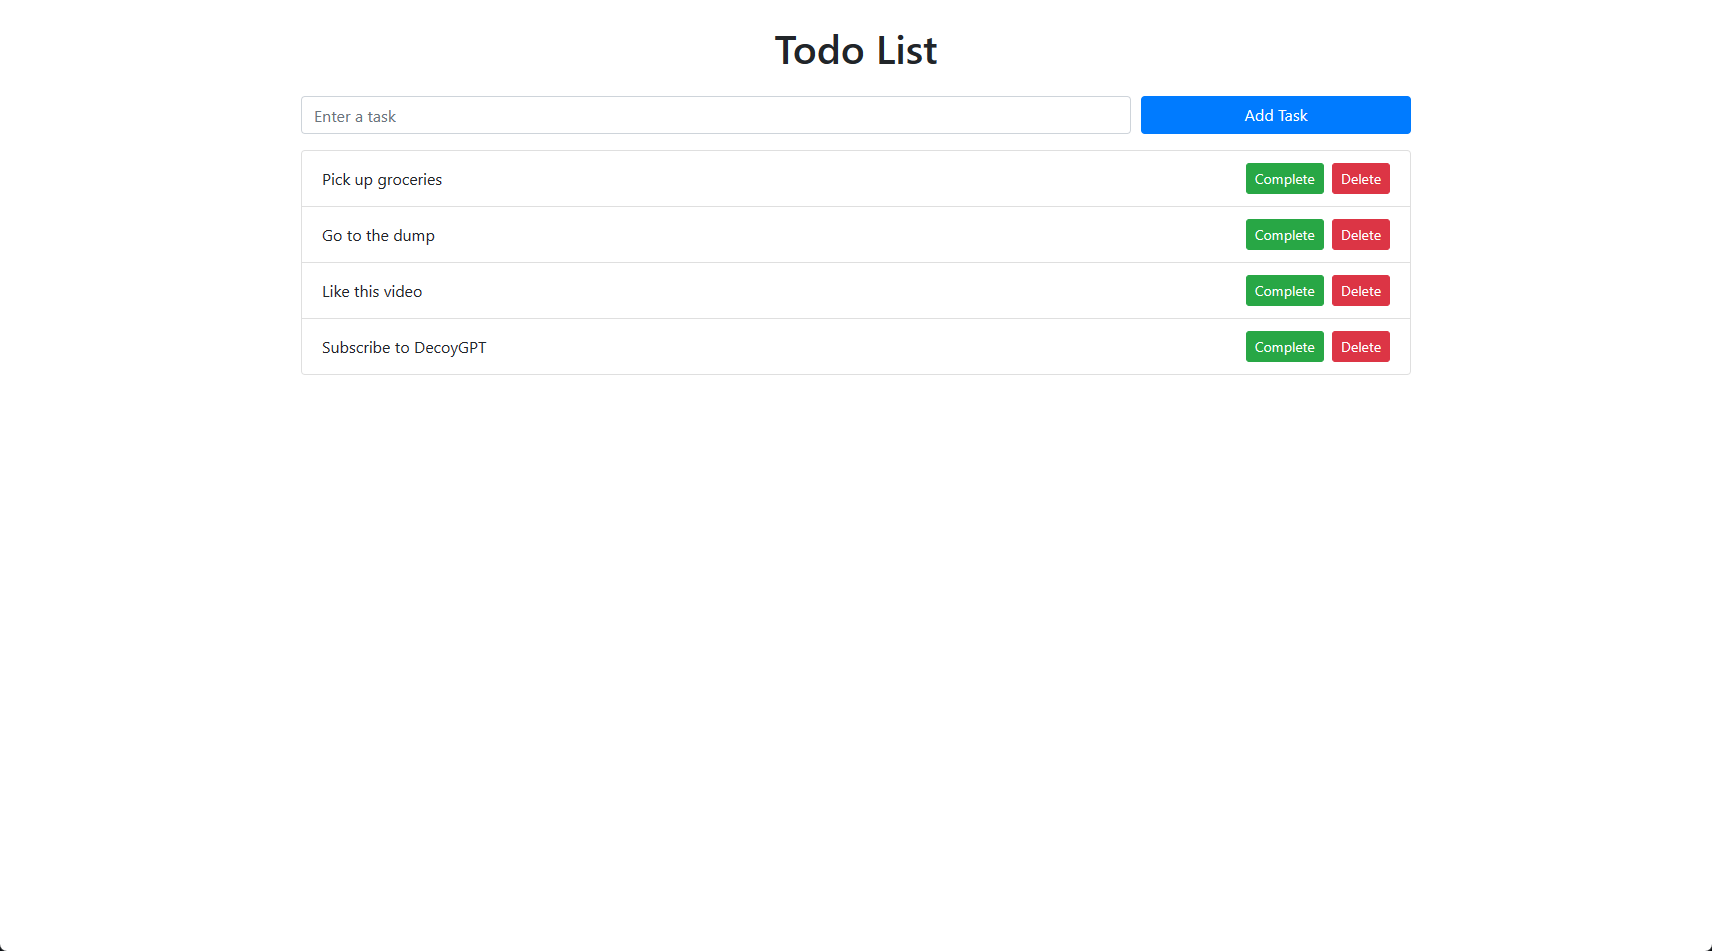 Todo List
Enter a task
Add Task
Pick up groceries
Complete
Delete
Go to the dump
Complete
Delete
Like this video
Complete
Delete
Subscribe to DecoyGPT
Complete
Delete